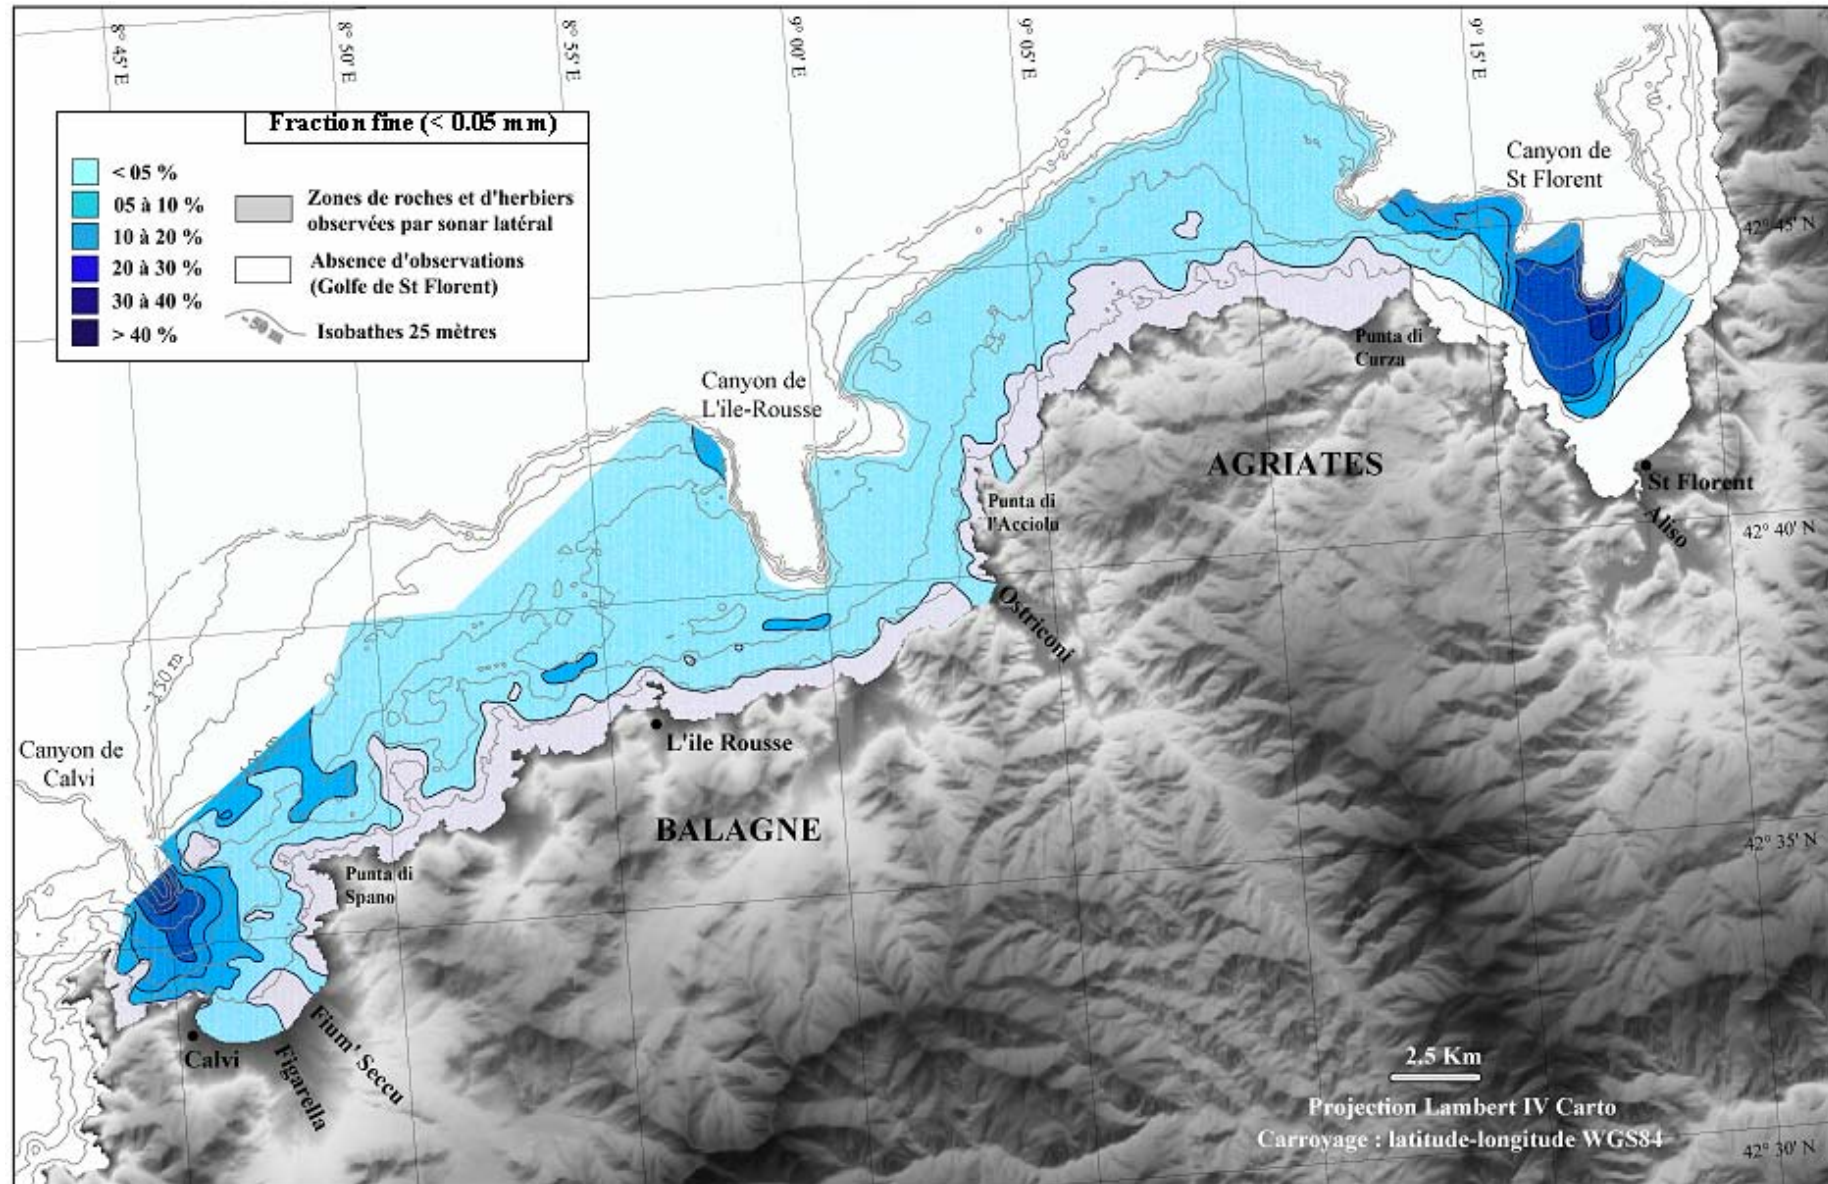 8° 45' E
8° 50' E
8° 55' E
9° 00' E
9° 05' E
9° 15' E
Fraction fine (< 0.05 mm)
< 05 %
05 à 10 %
10 à 20 %
20 à 30 %
30 à 40 %
> 40 %
Zones de roches et d'herbiers
observées par sonar latéral
Absence d'observations
(Golfe de St Florent)
- 50 m
Isobathes 25 mètres
Canyon de
St Florent
42° 45' N
Punta di
Curza
Canyon de
L'ile-Rousse
AGRIATES
St Florent
Aliso
Punta di
l'Acciolu
42° 40' N
Ostriconi
- 150 m
L'ile Rousse
Canyon de
Calvi
BALAGNE
42° 35' N
Punta di
Spano
Calvi
Figarella
Fium' Seccu
2.5 Km
Projection Lambert IV Carto
Carroyage : latitude-longitude WGS84
42° 30' N